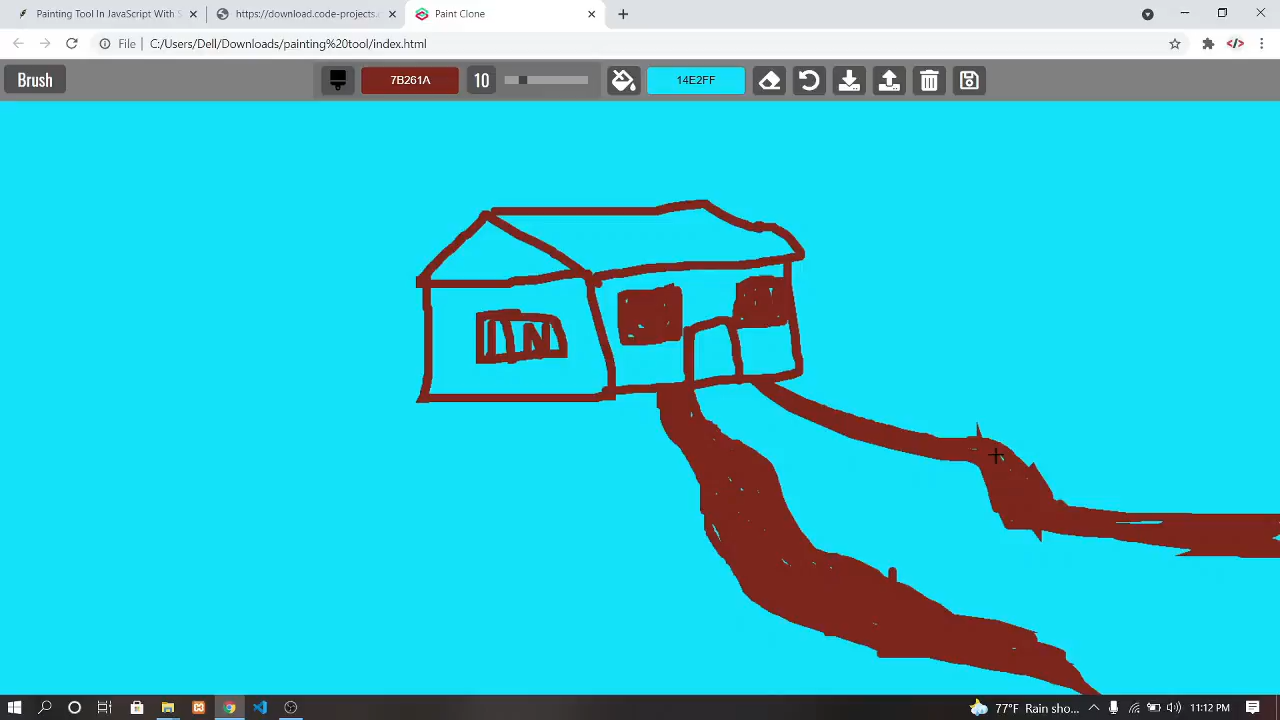 Painting Tool In JavaScript With S
https://download.code-projects.
Paint Clone
File
C:/Users/Dell/Downloads/painting%20tool/index.html
Brush
7B261A
10
14E2FF
77°F Rain sho...
11:12 PM